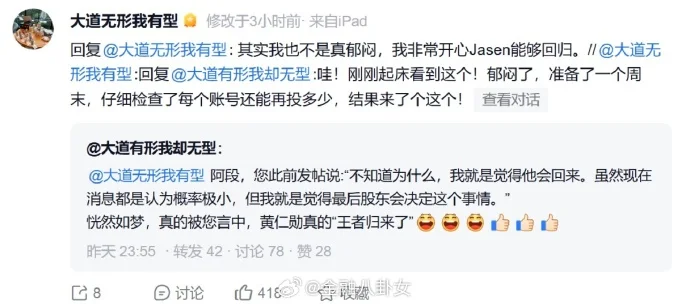 大道无形我有型
修改于3小时前 · 来自iPad
回复@大道无形我有型：其实我也不是真郁闷，我非常开心Jasen能够回归。//@大道无
形我有型:回复@大道有形我却无型：哇！刚刚起床看到这个！郁闷了，准备了一个周
末，仔细检查了每个账号还能再投多少，结果来了个这个！ 查看对话
@大道有形我却无型：
@大道无形我有型 阿段，您此前发帖说:“不知道为什么，我就是觉得他会回来。虽然现在
消息都是认为概率极小，但我就是觉得最后股东会决定这个事情。”
恍然如梦，真的被您言中，黄仁勋真的“王者归来了”😆😆😆👍👍👍
昨天 23:55 · 转发 42 · 讨论 78 · 赞 28
8 讨论 418 收藏
@金融八卦女